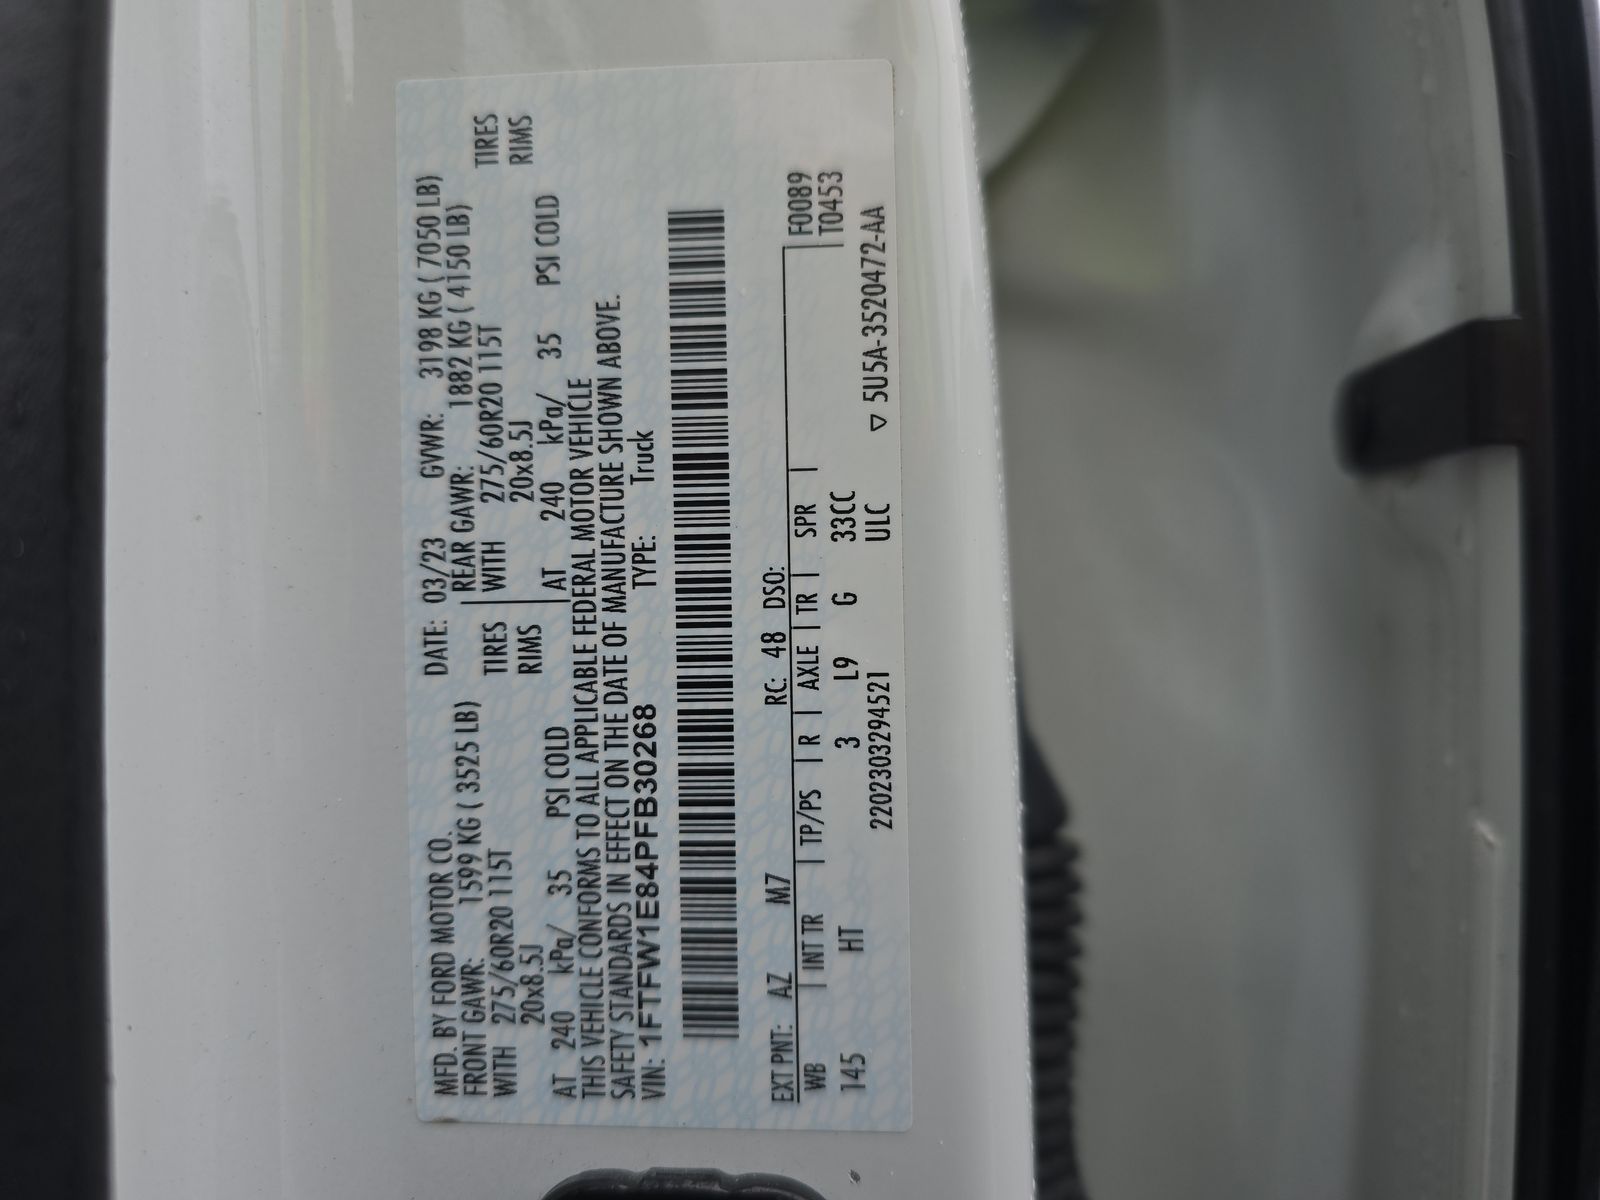 MFD. BY FORD MOTOR CO. DATE: 03/23 GVWR: 3198 KG ( 7050 LB)
FRONT GAWR: 1599 KG ( 3525 LB) REAR GAWR: 1882 KG ( 4150 LB)
WITH 275/60R20 115T TIRES WITH 275/60R20 115T TIRES
20x8.5J RIMS 20x8.5J RIMS
AT 240 kPa/ 35 PSI COLD AT 240 kPa/ 35 PSI COLD
THIS VEHICLE CONFORMS TO ALL APPLICABLE FEDERAL MOTOR VEHICLE
SAFETY STANDARDS IN EFFECT ON THE DATE OF MANUFACTURE SHOWN ABOVE.
VIN: 1FTFW1E84PFB30268 TYPE: Truck
EXT PNT: AZ M7 RC: 48 DSO:
WB | INT TR | TP/PS | R | AXLE | TR | SPR | F0089
145 HT 3 L9 G 33CC T0453
2202303294521 ULC ▽ 5U5A-3520472-AA